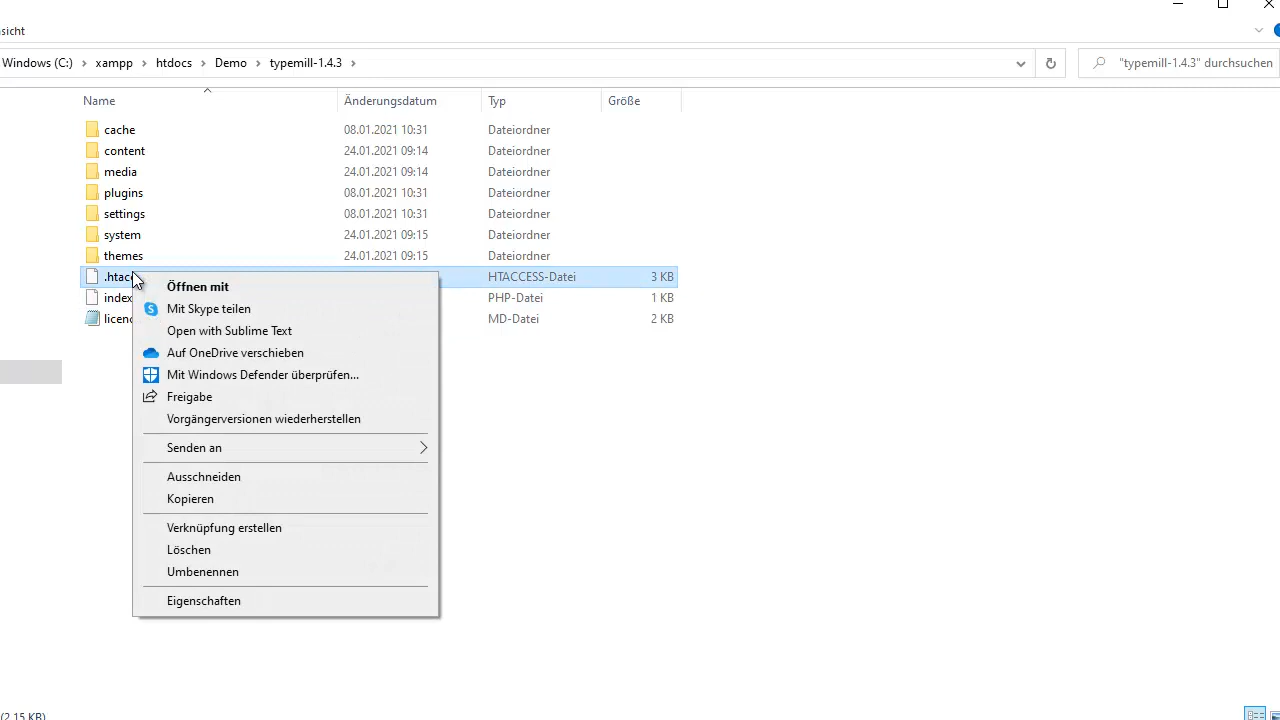 sicht
Windows (C:) › xampp › htdocs › Demo › typemill-1.4.3 ›
"typemill-1.4.3" durchsuchen
Name Änderungsdatum Typ Größe
cache 08.01.2021 10:31 Dateiordner
content 24.01.2021 09:14 Dateiordner
media 24.01.2021 09:14 Dateiordner
plugins 08.01.2021 10:31 Dateiordner
settings 08.01.2021 10:31 Dateiordner
system 24.01.2021 09:15 Dateiordner
themes 24.01.2021 09:15 Dateiordner
.htac HTACCESS-Datei 3 KB
index PHP-Datei 1 KB
licen MD-Datei 2 KB
Öffnen mit
Mit Skype teilen
Open with Sublime Text
Auf OneDrive verschieben
Mit Windows Defender überprüfen...
Freigabe
Vorgängerversionen wiederherstellen
Senden an
Ausschneiden
Kopieren
Verknüpfung erstellen
Löschen
Umbenennen
Eigenschaften
(2,15 KB)